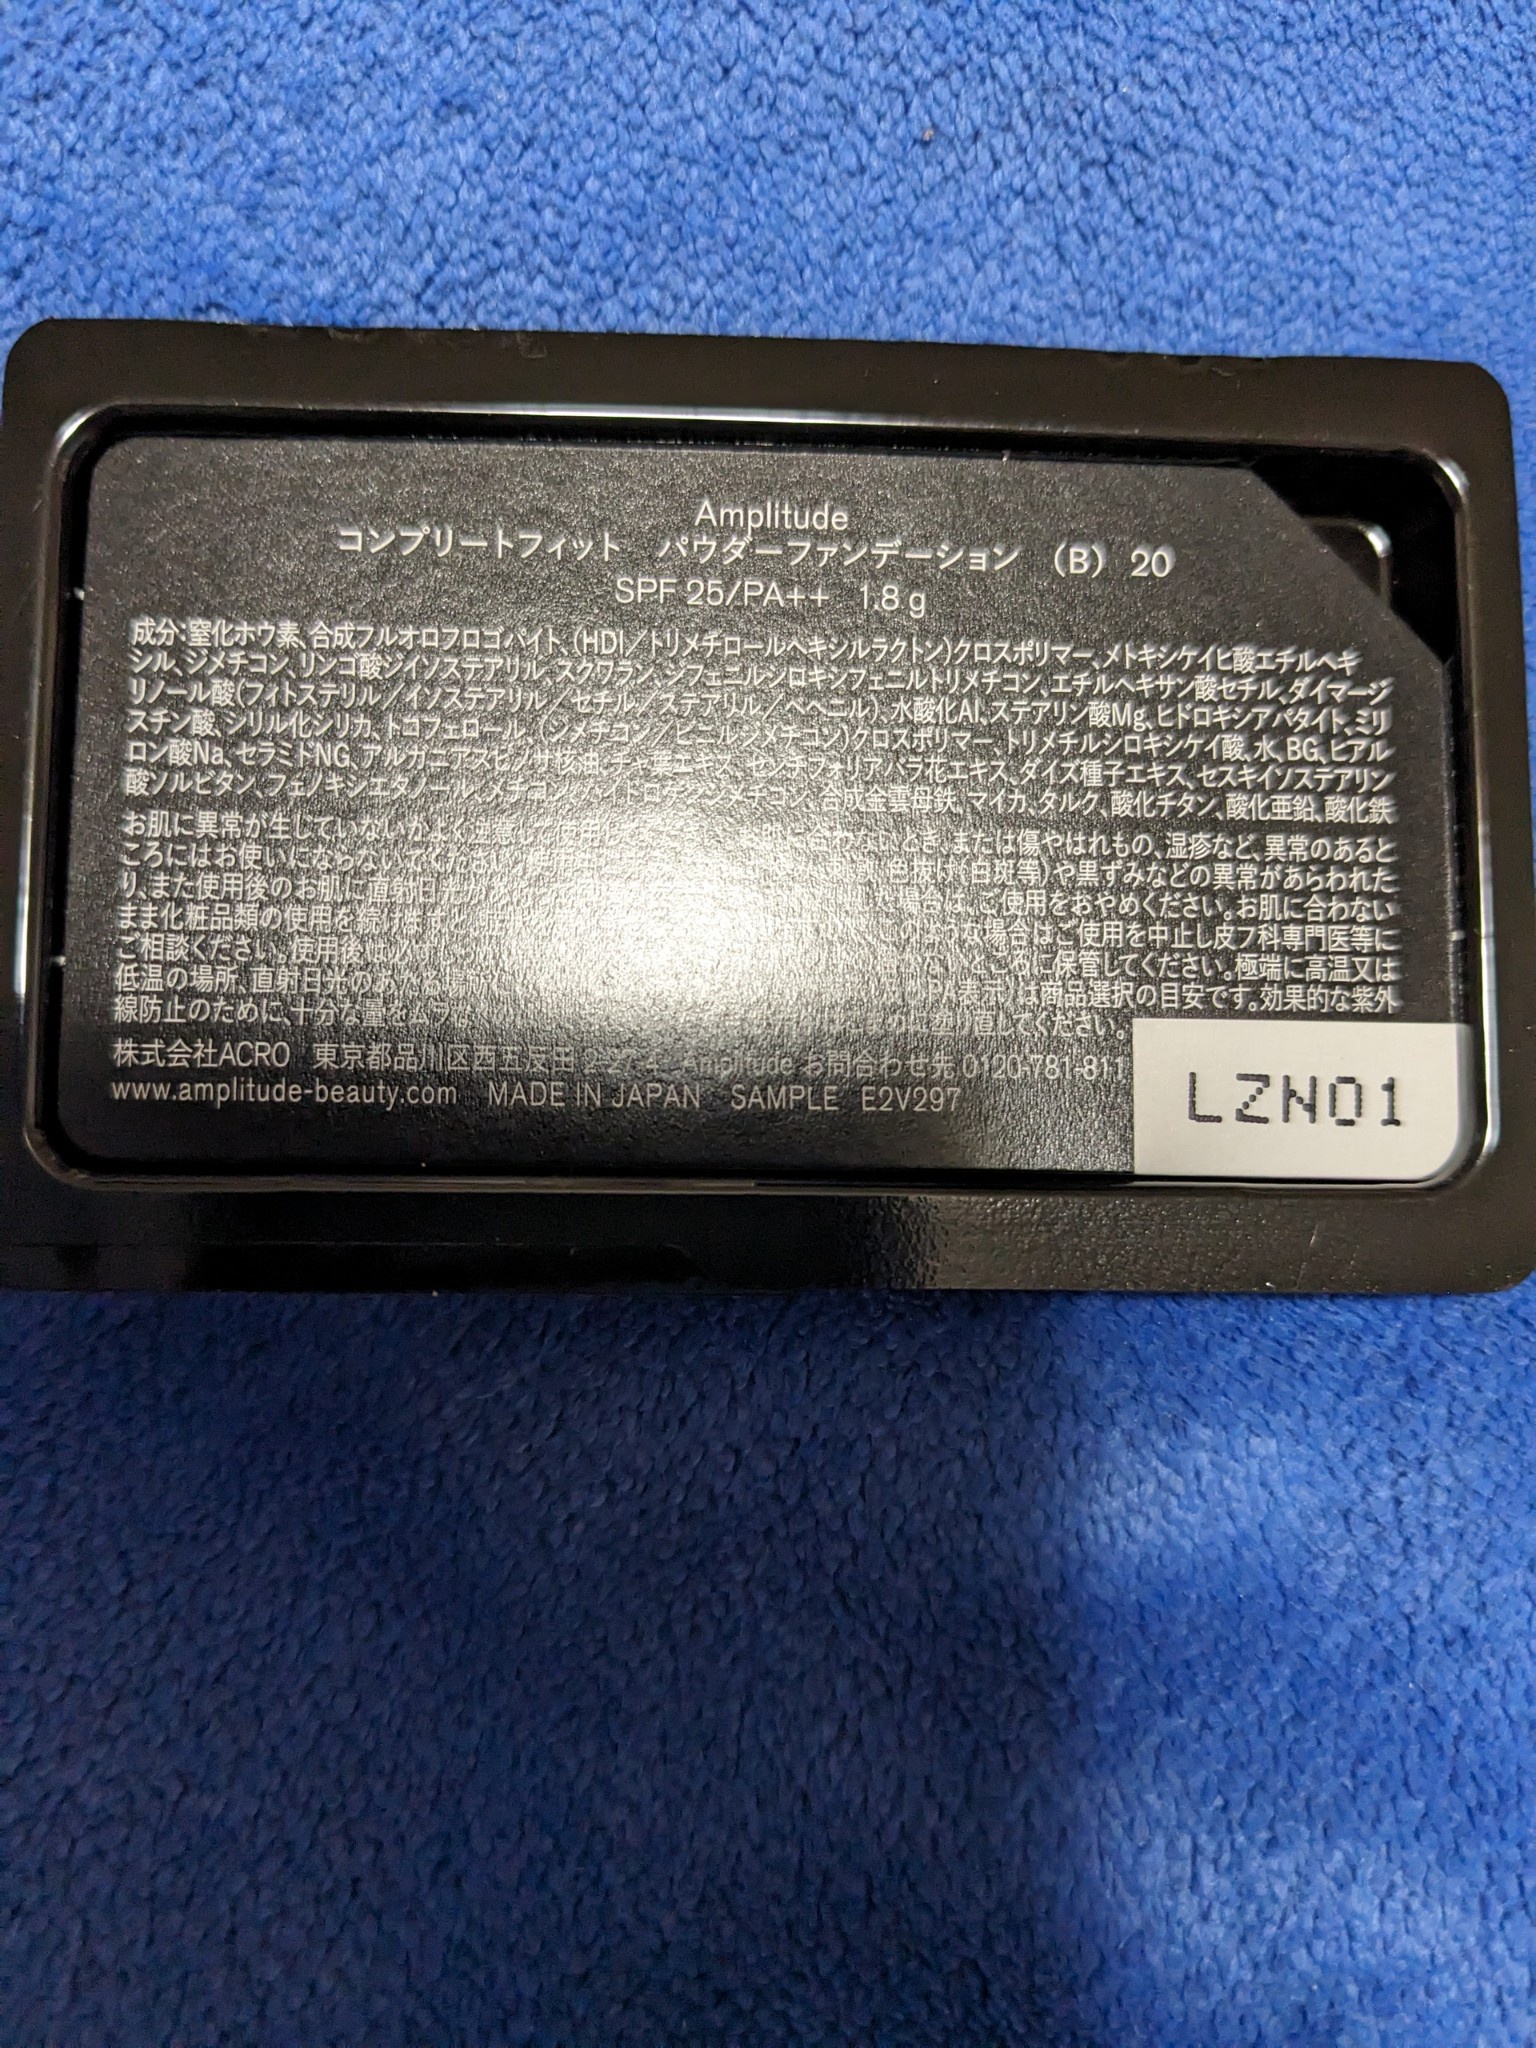 Amplitude
コンプリートフィット パウダーファンデーション (B) 20
SPF 25/PA++ 1.8 g
成分:窒化ホウ素、合成フルオロフロゴパイト、(HDI/トリメチロールヘキシルラクトン)クロスポリマー、メトキシケイヒ酸エチルヘキ
シル、ジメチコン、リンゴ酸ジイソステアリル、スクワラン、ジフェニルシロキシフェニルトリメチコン、エチルヘキサン酸セチル、ダイマージ
リノール酸(フィトステリル/イソステアリル/セチル/ステアリル/ベヘニル)、水酸化Al、ステアリン酸Mg、ヒドロキシアパタイト、ミリ
スチン酸、シリル化シリカ、トコフェロール、(ジメチコン/ビニルジメチコン)クロスポリマー、トリメチルシロキシケイ酸、水、BG、ヒアル
ロン酸Na、セラミドNG、アルガニアスピノサ核油、チャ葉エキス、センチフォリアバラ花エキス、ダイズ種子エキス、セスキイソステアリン
酸ソルビタン、フェノキシエタノール、メチコン、ハイドロゲンジメチコン、合成金雲母鉄、マイカ、タルク、酸化チタン、酸化亜鉛、酸化鉄
お肌に異常が生じていないかよく注意して使用 合わないとき、または傷やはれもの、湿疹など、異常のあると
ころにはお使いにならないでください。 色抜け(白斑等)や黒ずみなどの異常があらわれた
り、また使用後のお肌に直射日光が 場合は、ご使用をおやめください。お肌に合わない
まま化粧品類の使用を続けますと このような場合はご使用を中止し皮フ科専門医等に
ご相談ください。使用後は必ず ないところに保管してください。極端に高温又は
低温の場所、直射日光のあたる場所 PA表示)は商品選択の目安です。効果的な紫外
線防止のために、十分な量をムラな 塗り直してください。
株式会社ACRO 東京都品川区西五反田 Amplitude お問合わせ先 0120-781-811
www.amplitude-beauty.com MADE IN JAPAN SAMPLE E2V297
LZN01